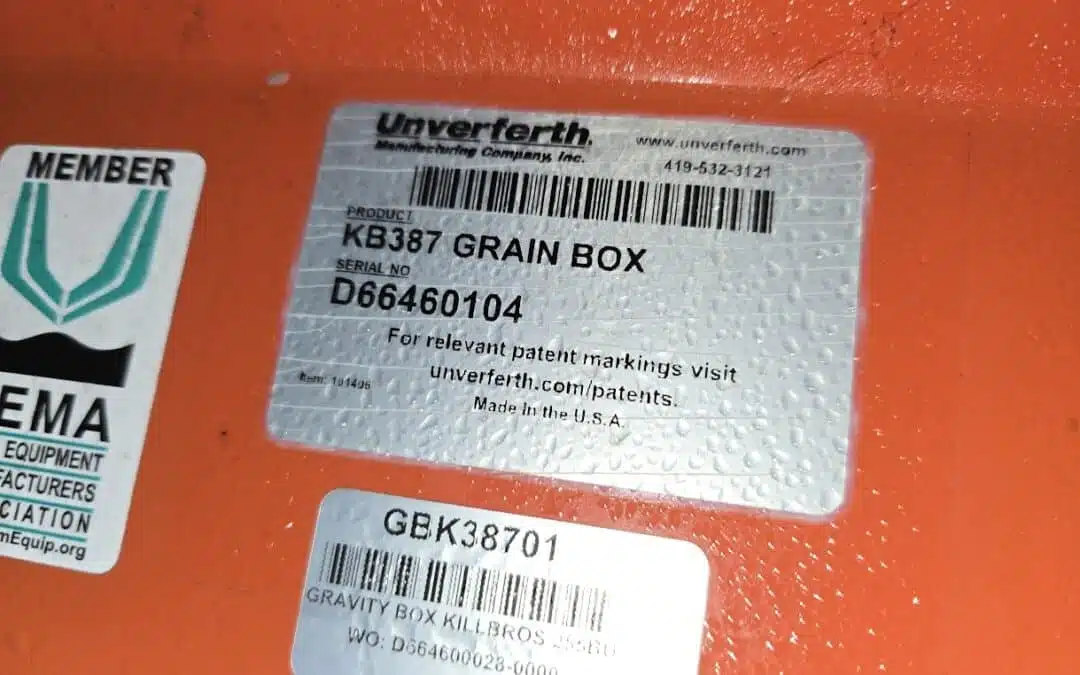 MEMBER
EMA
EQUIPMENT
FACTURERS
CIATION
mEquip.org
Unverferth
Manufacturing Company, Inc.
www.unverferth.com
419-532-3121
PRODUCT
KB387 GRAIN BOX
SERIAL NO
D66460104
For relevant patent markings visit
unverferth.com/patents.
Made in the U.S.A.
Item: 101406
GBK38701
GRAVITY BOX KILLBROS
WO: D664600028-0000